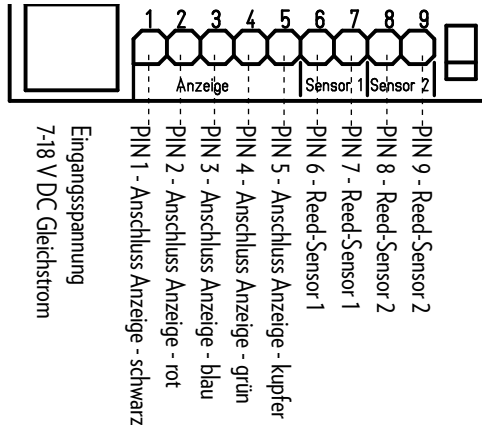 1 2 3 4 5 6 7 8 9
Anzeige Sensor 1 Sensor 2
Eingangsspannung
7-18 V DC Gleichstrom
PIN 1 - Anschluss Anzeige - schwarz
PIN 2 - Anschluss Anzeige - rot
PIN 3 - Anschluss Anzeige - blau
PIN 4 - Anschluss Anzeige - grün
PIN 5 - Anschluss Anzeige - kupfer
PIN 6 - Reed-Sensor 1
PIN 7 - Reed-Sensor 1
PIN 8 - Reed-Sensor 2
PIN 9 - Reed-Sensor 2